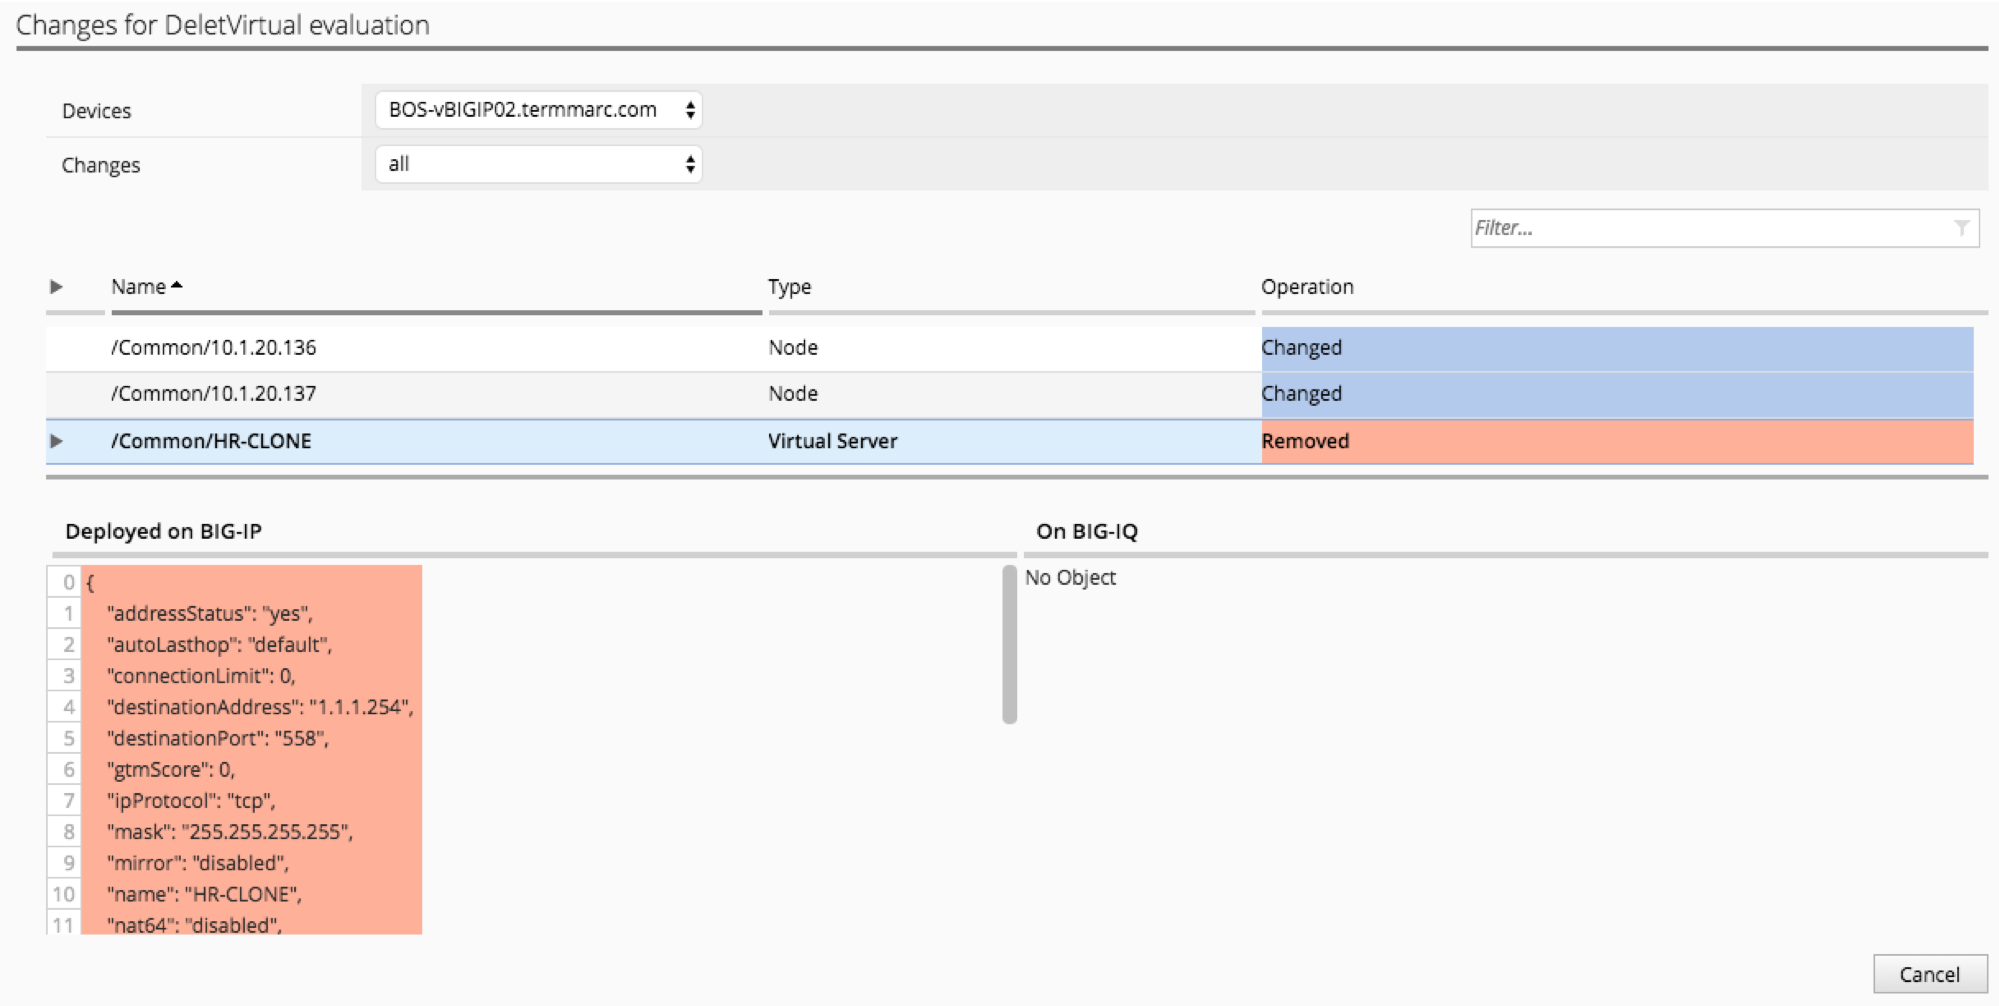 Changes for DeletVirtual evaluation
Devices BOS-vBIGIP02.termmarc.com
Changes all
Filter...
Name Type Operation
/Common/10.1.20.136 Node Changed
/Common/10.1.20.137 Node Changed
/Common/HR-CLONE Virtual Server Removed
Deployed on BIG-IP On BIG-IQ
No Object
0 {
1 "addressStatus": "yes",
2 "autoLasthop": "default",
3 "connectionLimit": 0,
4 "destinationAddress": "1.1.1.254",
5 "destinationPort": "558",
6 "gtmScore": 0,
7 "ipProtocol": "tcp",
8 "mask": "255.255.255.255",
9 "mirror": "disabled",
10 "name": "HR-CLONE",
11 "nat64": "disabled",
Cancel